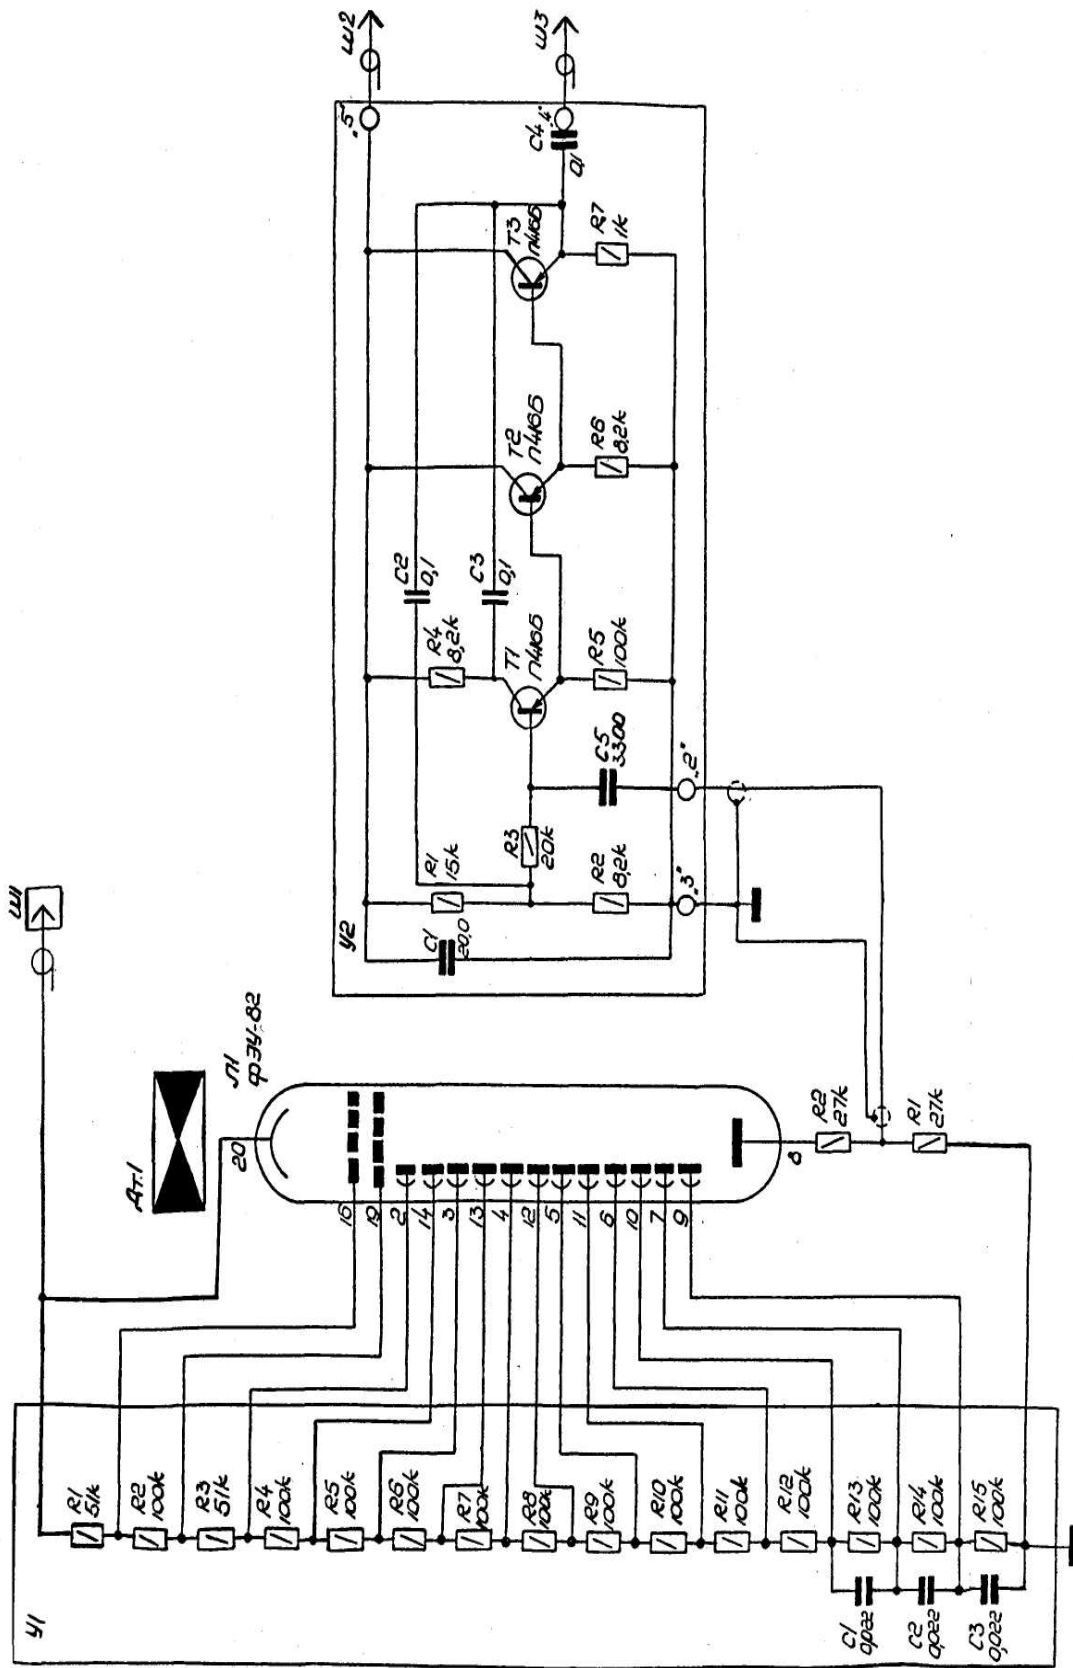 Ш1
Дт.1
Л1
ФЭУ-82
20
16
19
2
14
3
13
4
12
5
11
6
10
7
9
8
R2
27k
R1
27k
У1
R1
51k
R2
100k
R3
51k
R4
100k
R5
100k
R6
100k
R7
100k
R8
100k
R9
100k
R10
100k
R11
100k
R12
100k
R13
100k
R14
100k
R15
100k
C1
0,022
C2
0,022
C3
0,022
У2
C1
20,0
R1
15k
R2
8,2k
R3
20k
C5
3300
„3"
„2"
R4
8,2k
C2
0,1
C3
0,1
T1
П416Б
R5
100k
T2
П416Б
R6
8,2k
T3
П416Б
R7
1k
C4
0,1
„4"
„5"
Ш2
Ш3